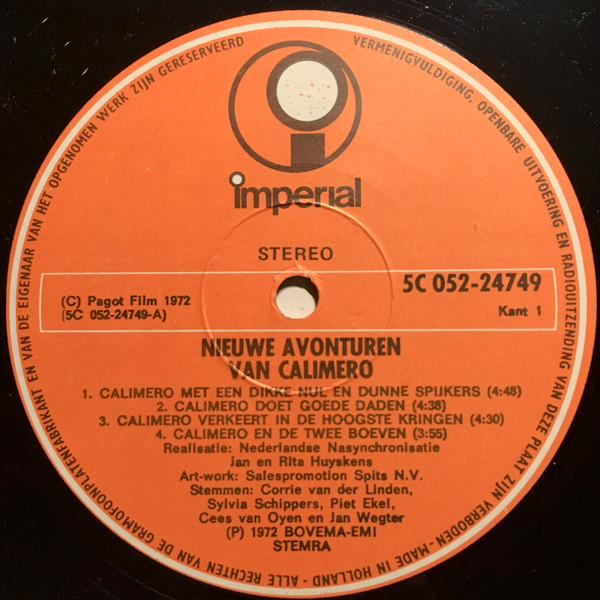 ALLE RECHTEN VAN DE GRAMOFOONPLATENFABRIKANT EN VAN DE EIGENAAR VAN HET OPGENOMEN WERK ZIJN GERESERVEERD
VERMENIGVULDIGING, OPENBARE UITVOERING EN RADIOUITZENDING VAN DEZE PLAAT ZIJN VERBODEN - MADE IN HOLLAND -
imperial
STEREO
5C 052-24749
(C) Pagot Film 1972
(5C 052-24749-A)
Kant 1
NIEUWE AVONTUREN
VAN CALIMERO
1. CALIMERO MET EEN DIKKE NUL EN DUNNE SPIJKERS (4:48)
2. CALIMERO DOET GOEDE DADEN (4:38)
3. CALIMERO VERKEERT IN DE HOOGSTE KRINGEN (4:30)
4. CALIMERO EN DE TWEE BOEVEN (3:55)
Realisatie: Nederlandse Nasynchronisatie
Jan en Rita Huyskens
Art-work: Salespromotion Spits N.V.
Stemmen: Corrie van der Linden,
Sylvia Schippers, Piet Ekel,
Cees van Oyen en Jan Wegter
(P) 1972 BOVEMA-EMI
STEMRA